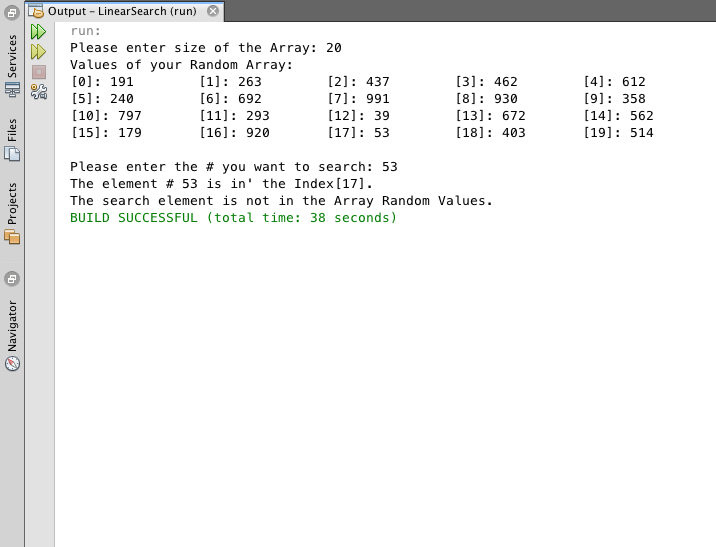 Output – LinearSearch (run)
Services
Files
Projects
Navigator
run:
Please enter size of the Array: 20
Values of your Random Array:
[0]: 191 [1]: 263 [2]: 437 [3]: 462 [4]: 612
[5]: 240 [6]: 692 [7]: 991 [8]: 930 [9]: 358
[10]: 797 [11]: 293 [12]: 39 [13]: 672 [14]: 562
[15]: 179 [16]: 920 [17]: 53 [18]: 403 [19]: 514
Please enter the # you want to search: 53
The element # 53 is in' the Index[17].
The search element is not in the Array Random Values.
BUILD SUCCESSFUL (total time: 38 seconds)